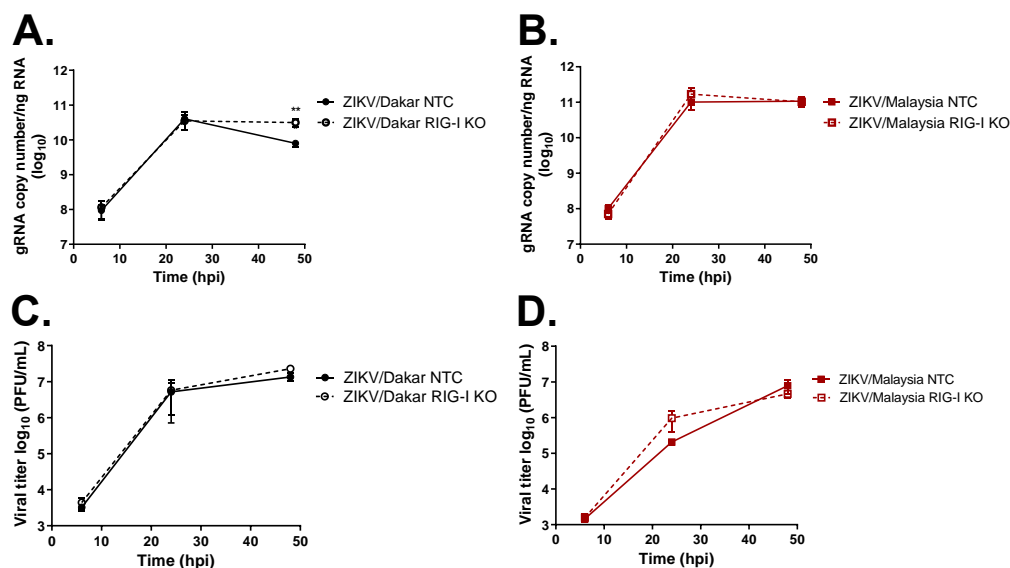 A.
gRNA copy number/ng RNA
(log10)
12
11
10
9
8
7
0 10 20 30 40 50
Time (hpi)
**
ZIKV/Dakar NTC
ZIKV/Dakar RIG-I KO
B.
gRNA copy number/ng RNA
(log10)
12
11
10
9
8
7
0 10 20 30 40 50
Time (hpi)
ZIKV/Malaysia NTC
ZIKV/Malaysia RIG-I KO
C.
Viral titer log10 (PFU/mL)
8
7
6
5
4
3
0 10 20 30 40 50
Time (hpi)
ZIKV/Dakar NTC
ZIKV/Dakar RIG-I KO
D.
Viral titer log10 (PFU/mL)
8
7
6
5
4
3
0 10 20 30 40 50
Time (hpi)
ZIKV/Malaysia NTC
ZIKV/Malaysia RIG-I KO